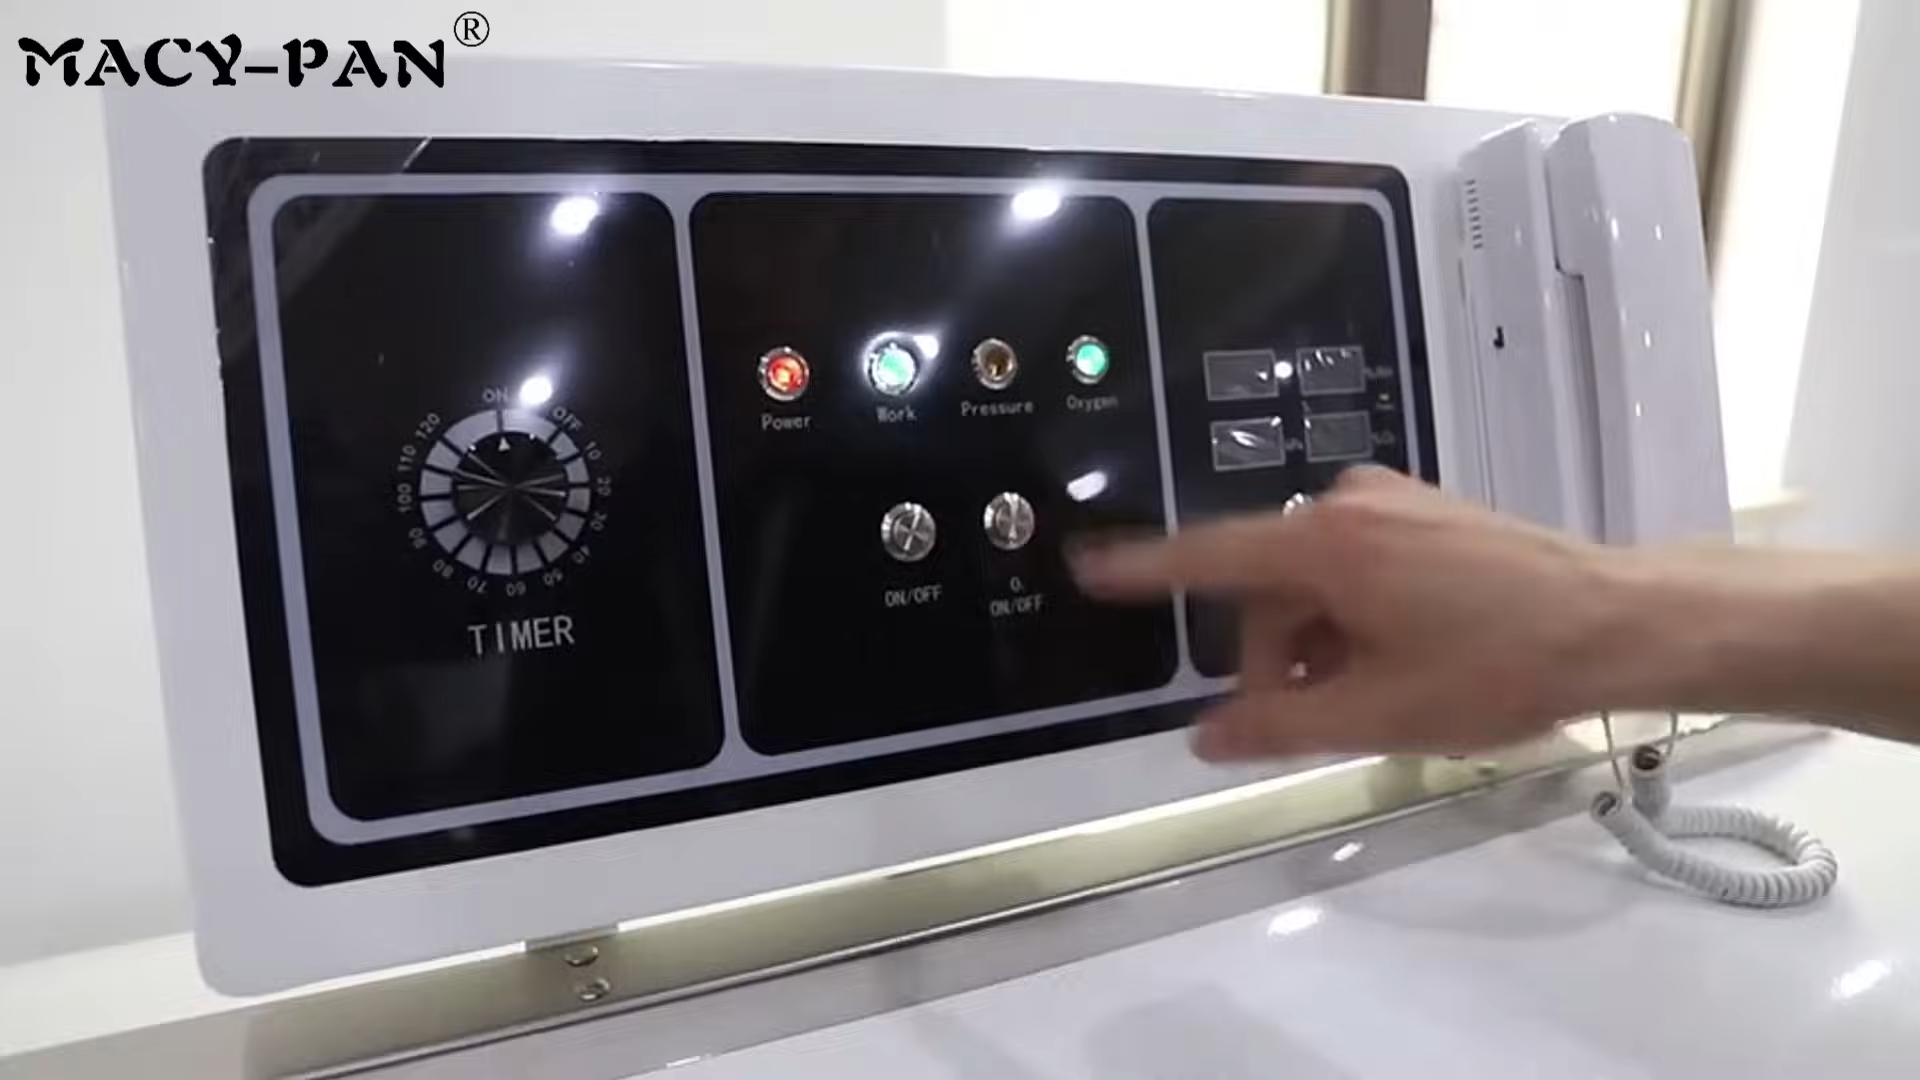 MACY-PAN®
ON
OFF
10
20
30
40
50
60
70
80
90
100
110
120
TIMER
Power
Work
Pressure
Oxygen
ON/OFF
O₂
ON/OFF